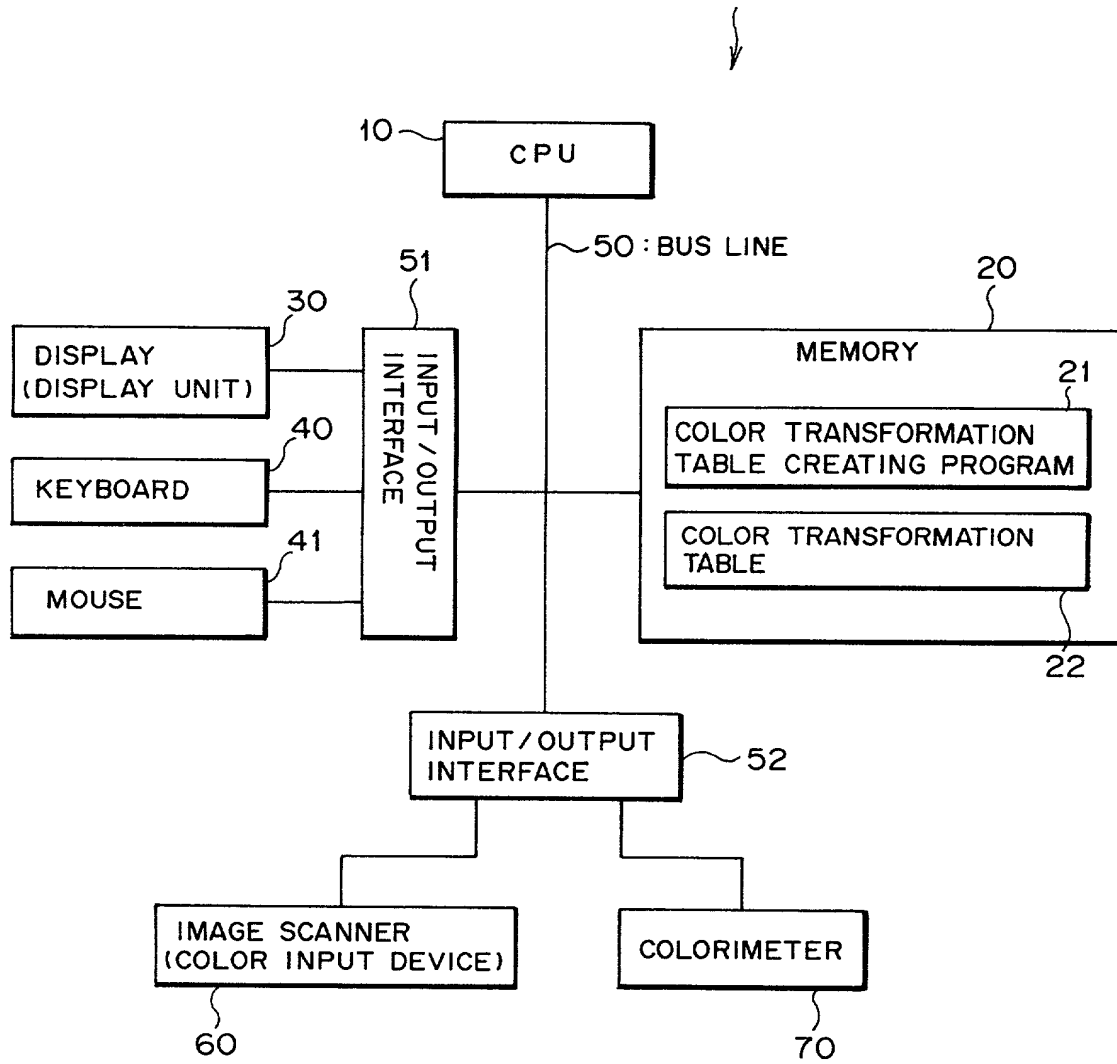 10
CPU
50 : BUS LINE
51
INPUT/OUTPUT
INTERFACE
30
DISPLAY
(DISPLAY UNIT)
40
KEYBOARD
41
MOUSE
20
MEMORY
21
COLOR TRANSFORMATION
TABLE CREATING PROGRAM
COLOR TRANSFORMATION
TABLE
22
INPUT/OUTPUT
INTERFACE
52
IMAGE SCANNER
(COLOR INPUT DEVICE)
60
COLORIMETER
70